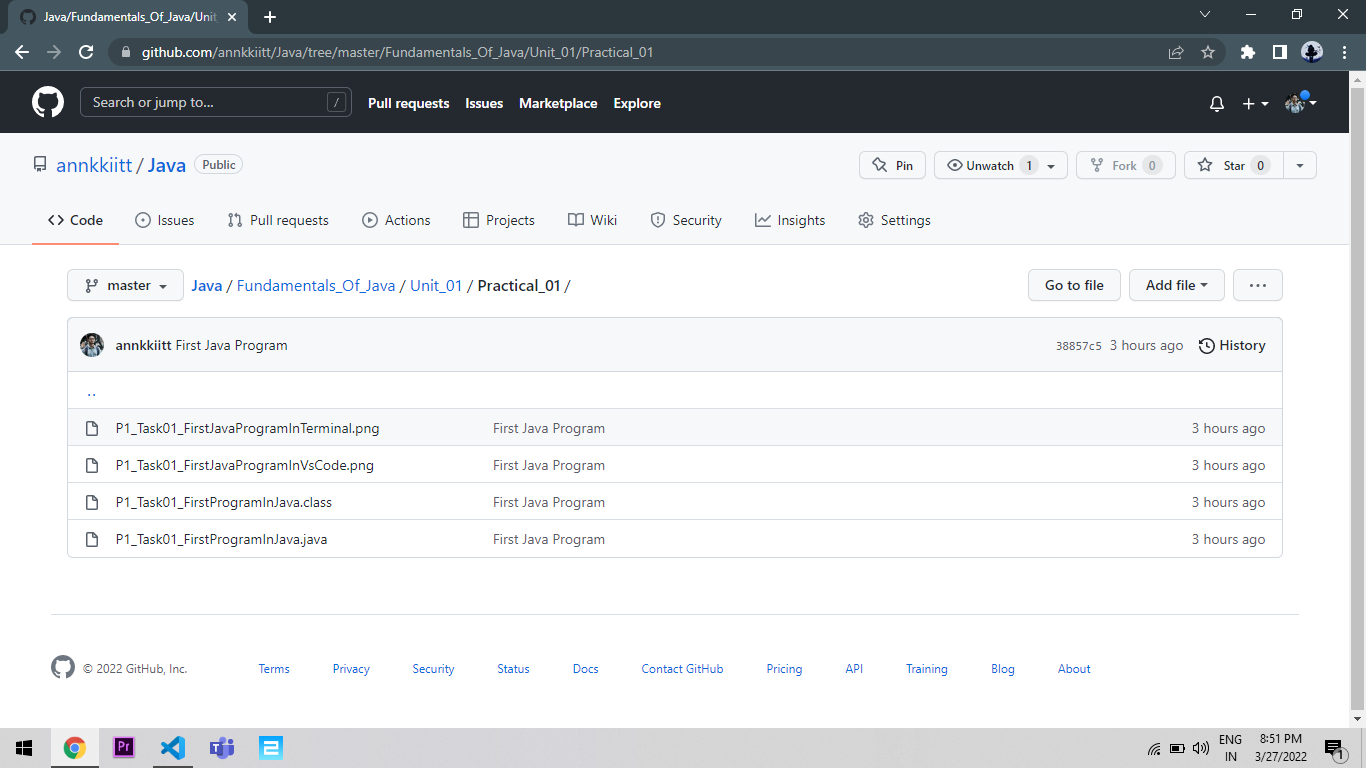 Java/Fundamentals_Of_Java/Unit_
github.com/annkkiitt/Java/tree/master/Fundamentals_Of_Java/Unit_01/Practical_01
Search or jump to... / Pull requests Issues Marketplace Explore
annkkiitt / Java Public Pin Unwatch 1 Fork 0 Star 0
Code Issues Pull requests Actions Projects Wiki Security Insights Settings
master Java / Fundamentals_Of_Java / Unit_01 / Practical_01 / Go to file Add file ...
annkkiitt First Java Program 38857c5 3 hours ago History
..
P1_Task01_FirstJavaProgramInTerminal.png First Java Program 3 hours ago
P1_Task01_FirstJavaProgramInVsCode.png First Java Program 3 hours ago
P1_Task01_FirstProgramInJava.class First Java Program 3 hours ago
P1_Task01_FirstProgramInJava.java First Java Program 3 hours ago
© 2022 GitHub, Inc. Terms Privacy Security Status Docs Contact GitHub Pricing API Training Blog About
Pr ENG 8:51 PM
IN 3/27/2022 1